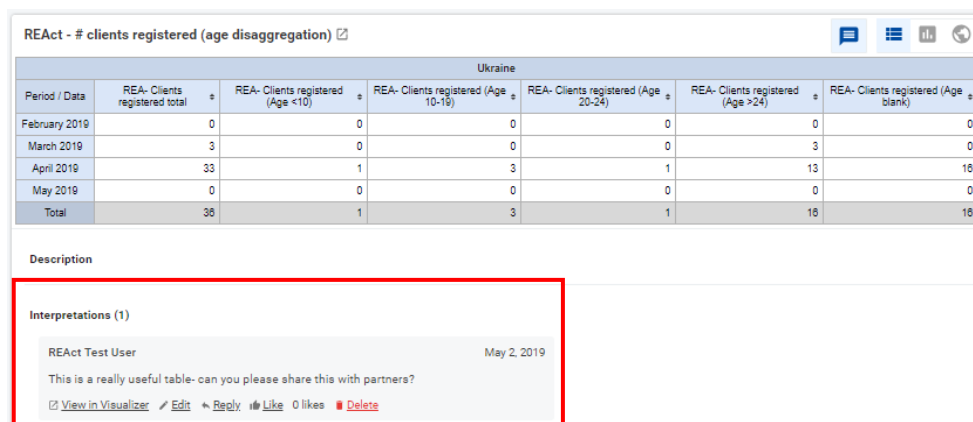 REAct - # clients registered (age disaggregation)
Ukraine
Period / Data REA- Clients registered total REA- Clients registered (Age <10) REA- Clients registered (Age 10-19) REA- Clients registered (Age 20-24) REA- Clients registered (Age >24) REA- Clients registered (Age blank)
February 2019 0 0 0 0 0 0
March 2019 3 0 0 0 3 0
April 2019 33 1 3 1 13 16
May 2019 0 0 0 0 0 0
Total 36 1 3 1 16 16
Description
Interpretations (1)
REAct Test User May 2, 2019
This is a really useful table- can you please share this with partners?
View in Visualizer Edit Reply Like 0 likes Delete